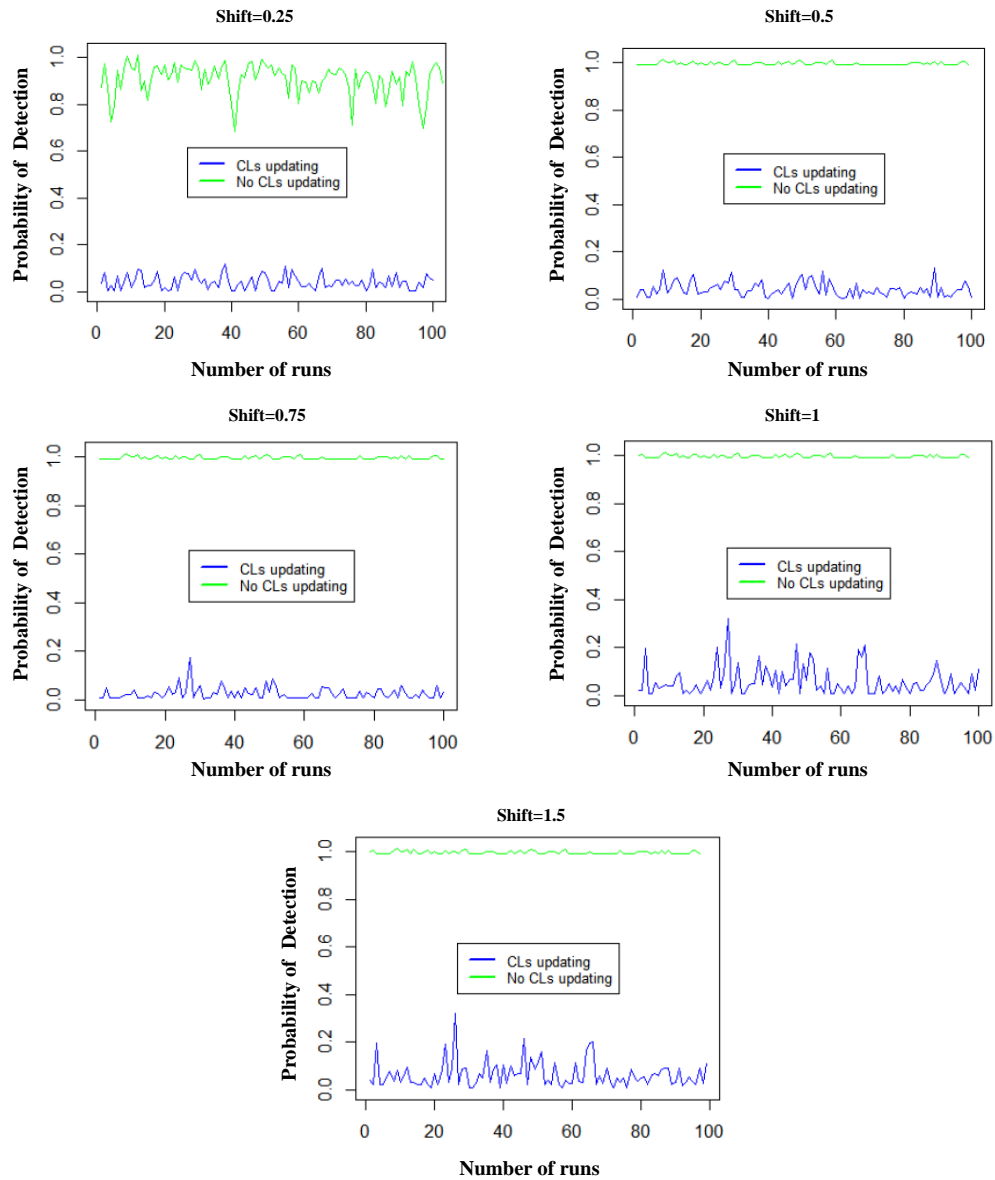 Shift=0.25
Probability of Detection
1.0
0.8
0.6
0.4
0.2
0.0
CLs updating
No CLs updating
0 20 40 60 80 100
Number of runs
Shift=0.5
Probability of Detection
1.0
0.8
0.6
0.4
0.2
0.0
CLs updating
No CLs updating
0 20 40 60 80 100
Number of runs
Shift=0.75
Probability of Detection
1.0
0.8
0.6
0.4
0.2
0.0
CLs updating
No CLs updating
0 20 40 60 80 100
Number of runs
Shift=1
Probability of Detection
1.0
0.8
0.6
0.4
0.2
0.0
CLs updating
No CLs updating
0 20 40 60 80 100
Number of runs
Shift=1.5
Probability of Detection
1.0
0.8
0.6
0.4
0.2
0.0
CLs updating
No CLs updating
0 20 40 60 80 100
Number of runs